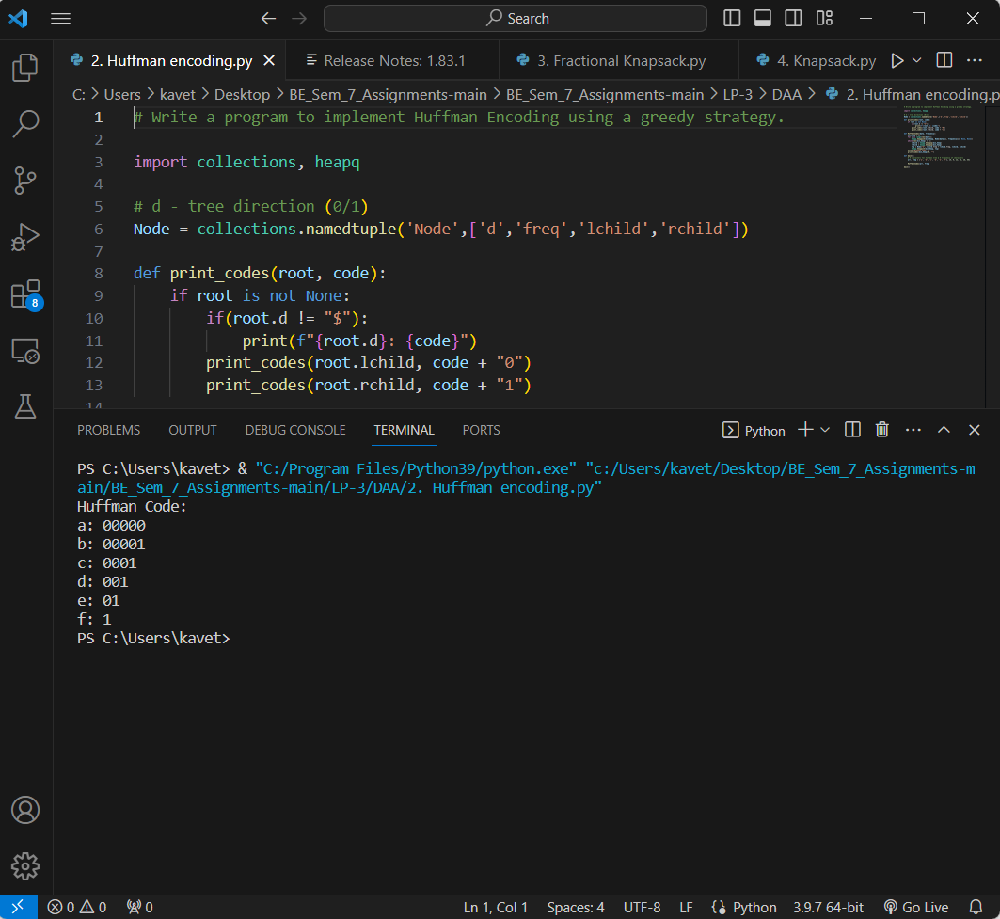 Search
2. Huffman encoding.py
Release Notes: 1.83.1
3. Fractional Knapsack.py
4. Knapsack.py
C: > Users > kavet > Desktop > BE_Sem_7_Assignments-main > BE_Sem_7_Assignments-main > LP-3 > DAA > 2. Huffman encoding.p
1 # Write a program to implement Huffman Encoding using a greedy strategy.
2
3 import collections, heapq
4
5 # d - tree direction (0/1)
6 Node = collections.namedtuple('Node',['d','freq','lchild','rchild'])
7
8 def print_codes(root, code):
9 if root is not None:
10 if(root.d != "$"):
11 print(f"{root.d}: {code}")
12 print_codes(root.lchild, code + "0")
13 print_codes(root.rchild, code + "1")
14
8
PROBLEMS OUTPUT DEBUG CONSOLE TERMINAL PORTS
Python
PS C:\Users\kavet> & "C:/Program Files/Python39/python.exe" "c:/Users/kavet/Desktop/BE_Sem_7_Assignments-m
ain/BE_Sem_7_Assignments-main/LP-3/DAA/2. Huffman encoding.py"
Huffman Code:
a: 00000
b: 00001
c: 0001
d: 001
e: 01
f: 1
PS C:\Users\kavet>
0 0 0 Ln 1, Col 1 Spaces: 4 UTF-8 LF Python 3.9.7 64-bit Go Live